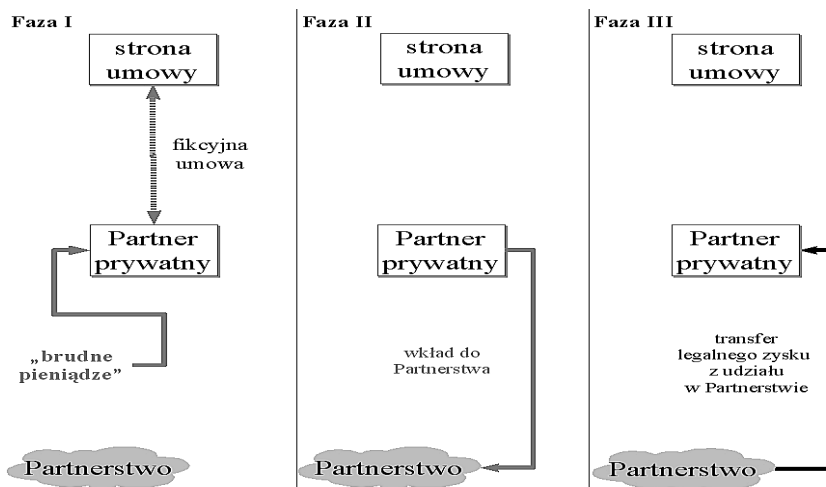 Faza I
strona
umowy
fikcyjna
umowa
Partner
prywatny
„brudne
pieniądze”
Partnerstwo
Faza II
strona
umowy
Partner
prywatny
wkład do
Partnerstwa
Partnerstwo
Faza III
strona
umowy
Partner
prywatny
transfer
legalnego zysku
z udziału
w Partnerstwie
Partnerstwo